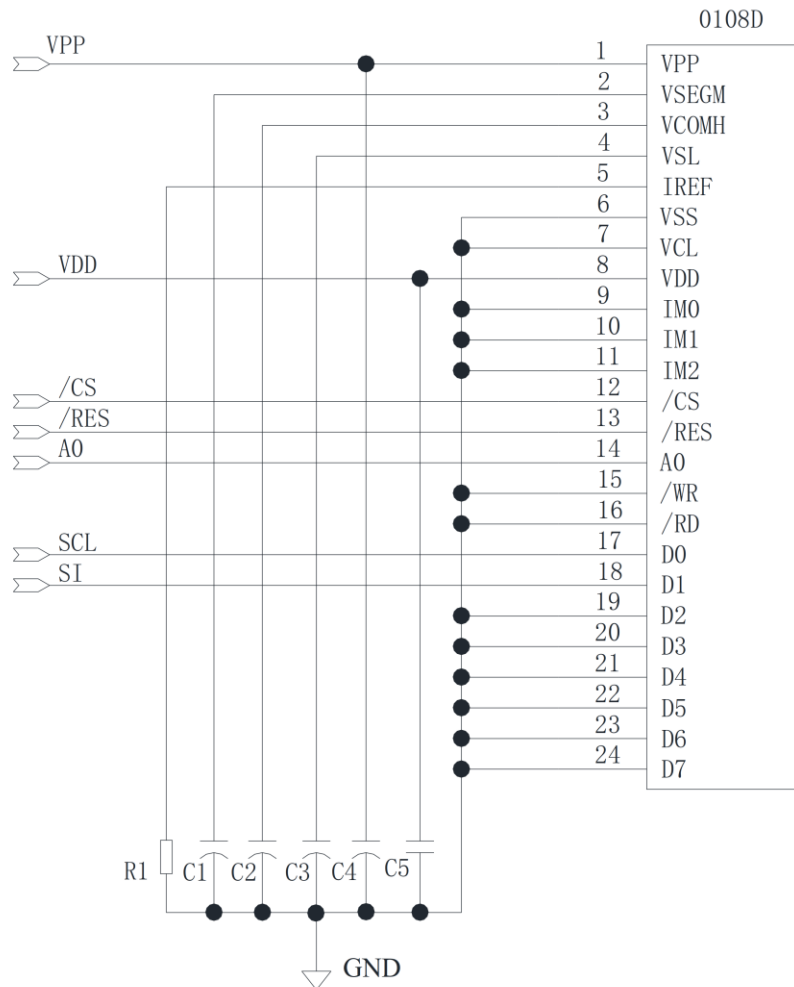 0108D
VPP 1 VPP
2 VSEGM
3 VCOMH
4 VSL
5 IREF
6 VSS
7 VCL
VDD 8 VDD
9 IM0
10 IM1
11 IM2
/CS 12 /CS
/RES 13 /RES
A0 14 A0
15 /WR
16 /RD
SCL 17 D0
SI 18 D1
19 D2
20 D3
21 D4
22 D5
23 D6
24 D7
R1 C1 C2 C3 C4 C5
GND